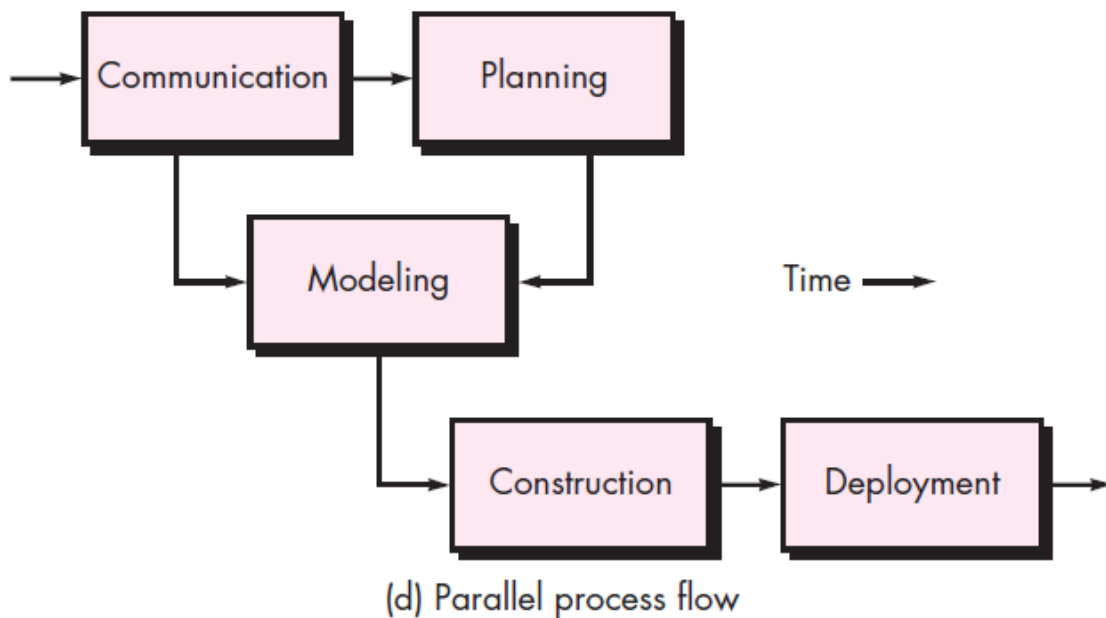 Communication
Planning
Modeling
Time
Construction
Deployment
(d) Parallel process flow